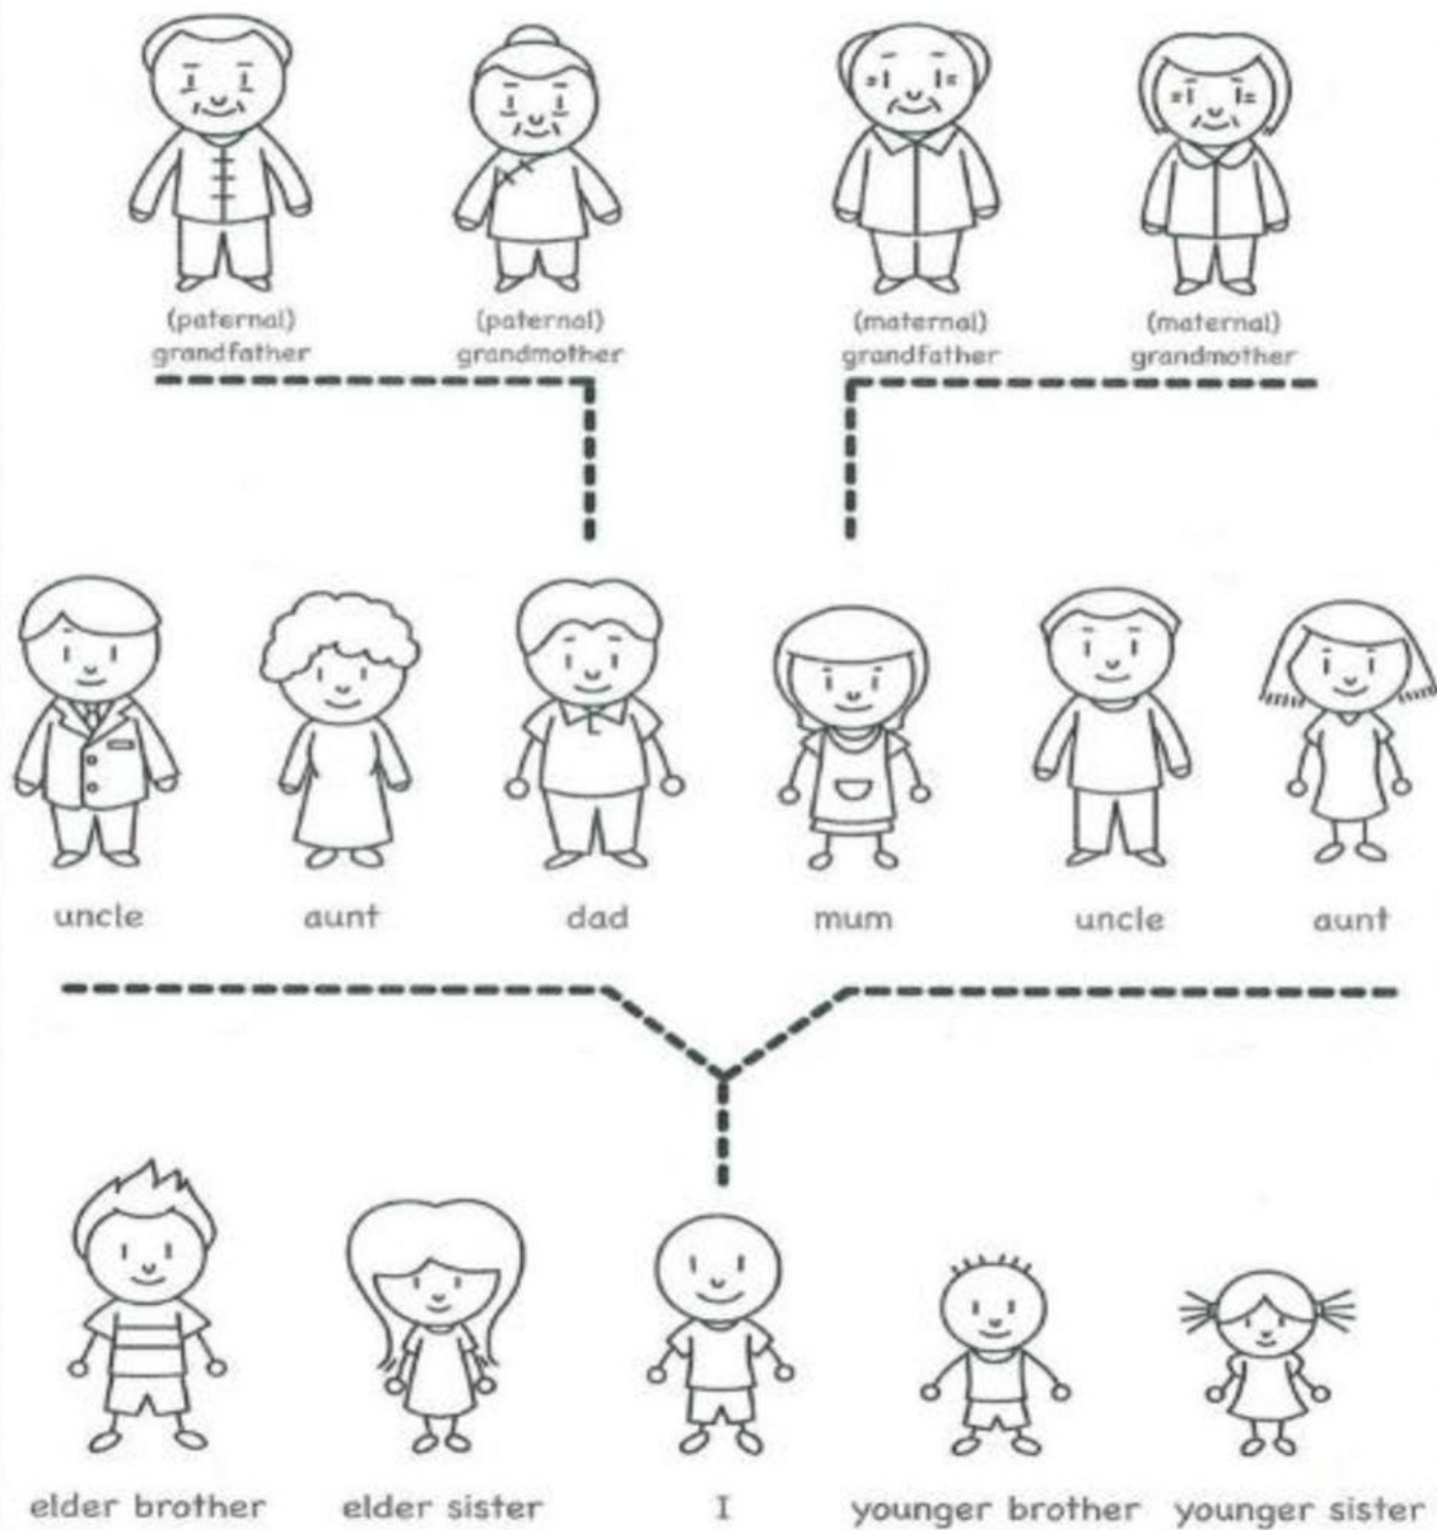 (paternal) (paternal) (maternal) (maternal)
grandfather grandmother grandfather grandmother
uncle aunt dad mum uncle aunt
elder brother elder sister I younger brother younger sister